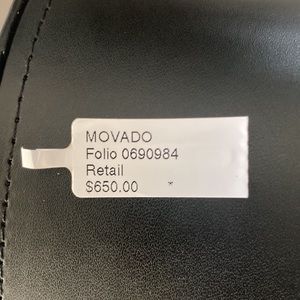 MOVADO
Folio 0690984
Retail
$650.00 *